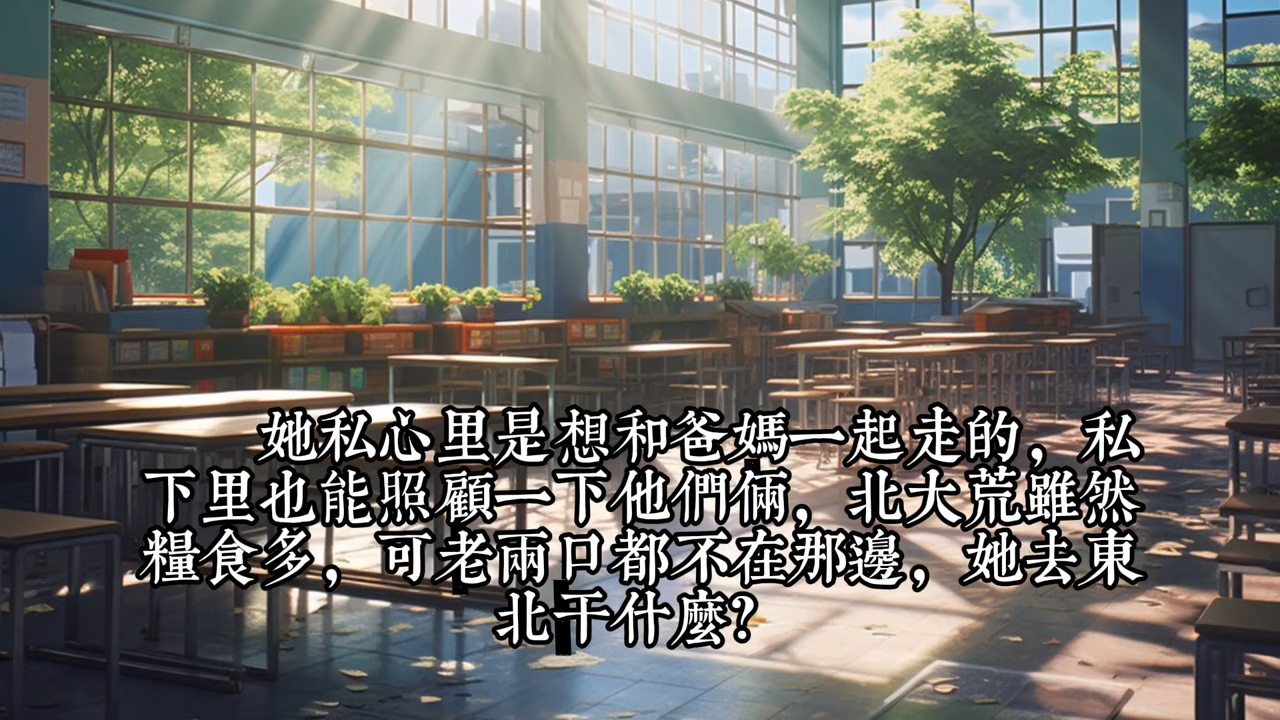 她私心里是想和爸媽一起走的，私
下里也能照顧一下他們倆，北大荒雖然
糧食多，可老兩口都不在那邊，她去東
北干什麼？